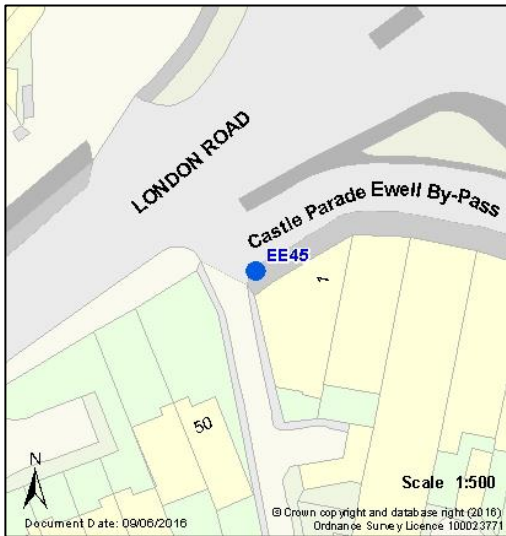 LONDON ROAD
Castle Parade Ewell By-Pass
EE45
1
50
N
Scale 1:500
Document Date: 09/06/2016
© Crown copyright and database right (2016)
Ordnance Survey Licence 100023771